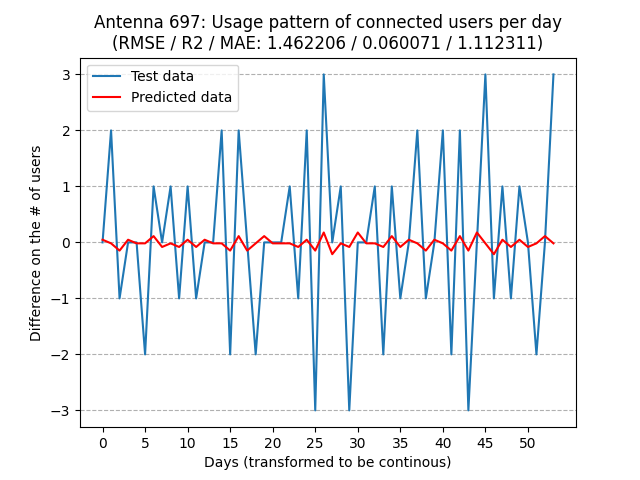 Antenna 697: Usage pattern of connected users per day
(RMSE / R2 / MAE: 1.462206 / 0.060071 / 1.112311)
Test data
Predicted data
3
2
1
0
−1
−2
−3
Difference on the # of users
0 5 10 15 20 25 30 35 40 45 50
Days (transformed to be continous)